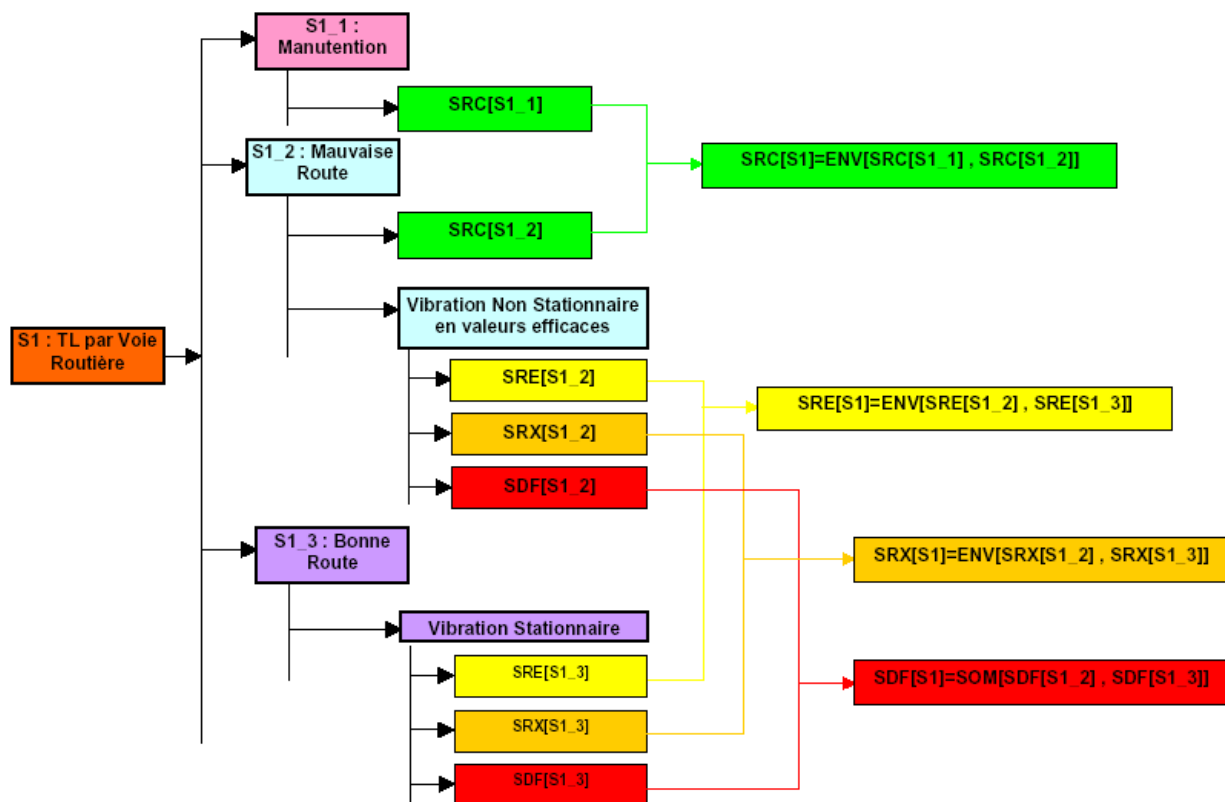 S1_1 :
Manutention
SRC[S1_1]
S1_2 : Mauvaise
Route
SRC[S1]=ENV[SRC[S1_1] , SRC[S1_2]]
SRC[S1_2]
Vibration Non Stationnaire
en valeurs efficaces
S1 : TL par Voie
Routière
SRE[S1_2]
SRE[S1]=ENV[SRE[S1_2] , SRE[S1_3]]
SRX[S1_2]
SDF[S1_2]
S1_3 : Bonne
Route
SRX[S1]=ENV[SRX[S1_2] , SRX[S1_3]]
Vibration Stationnaire
SRE[S1_3]
SDF[S1]=SOM[SDF[S1_2] , SDF[S1_3]]
SRX[S1_3]
SDF[S1_3]